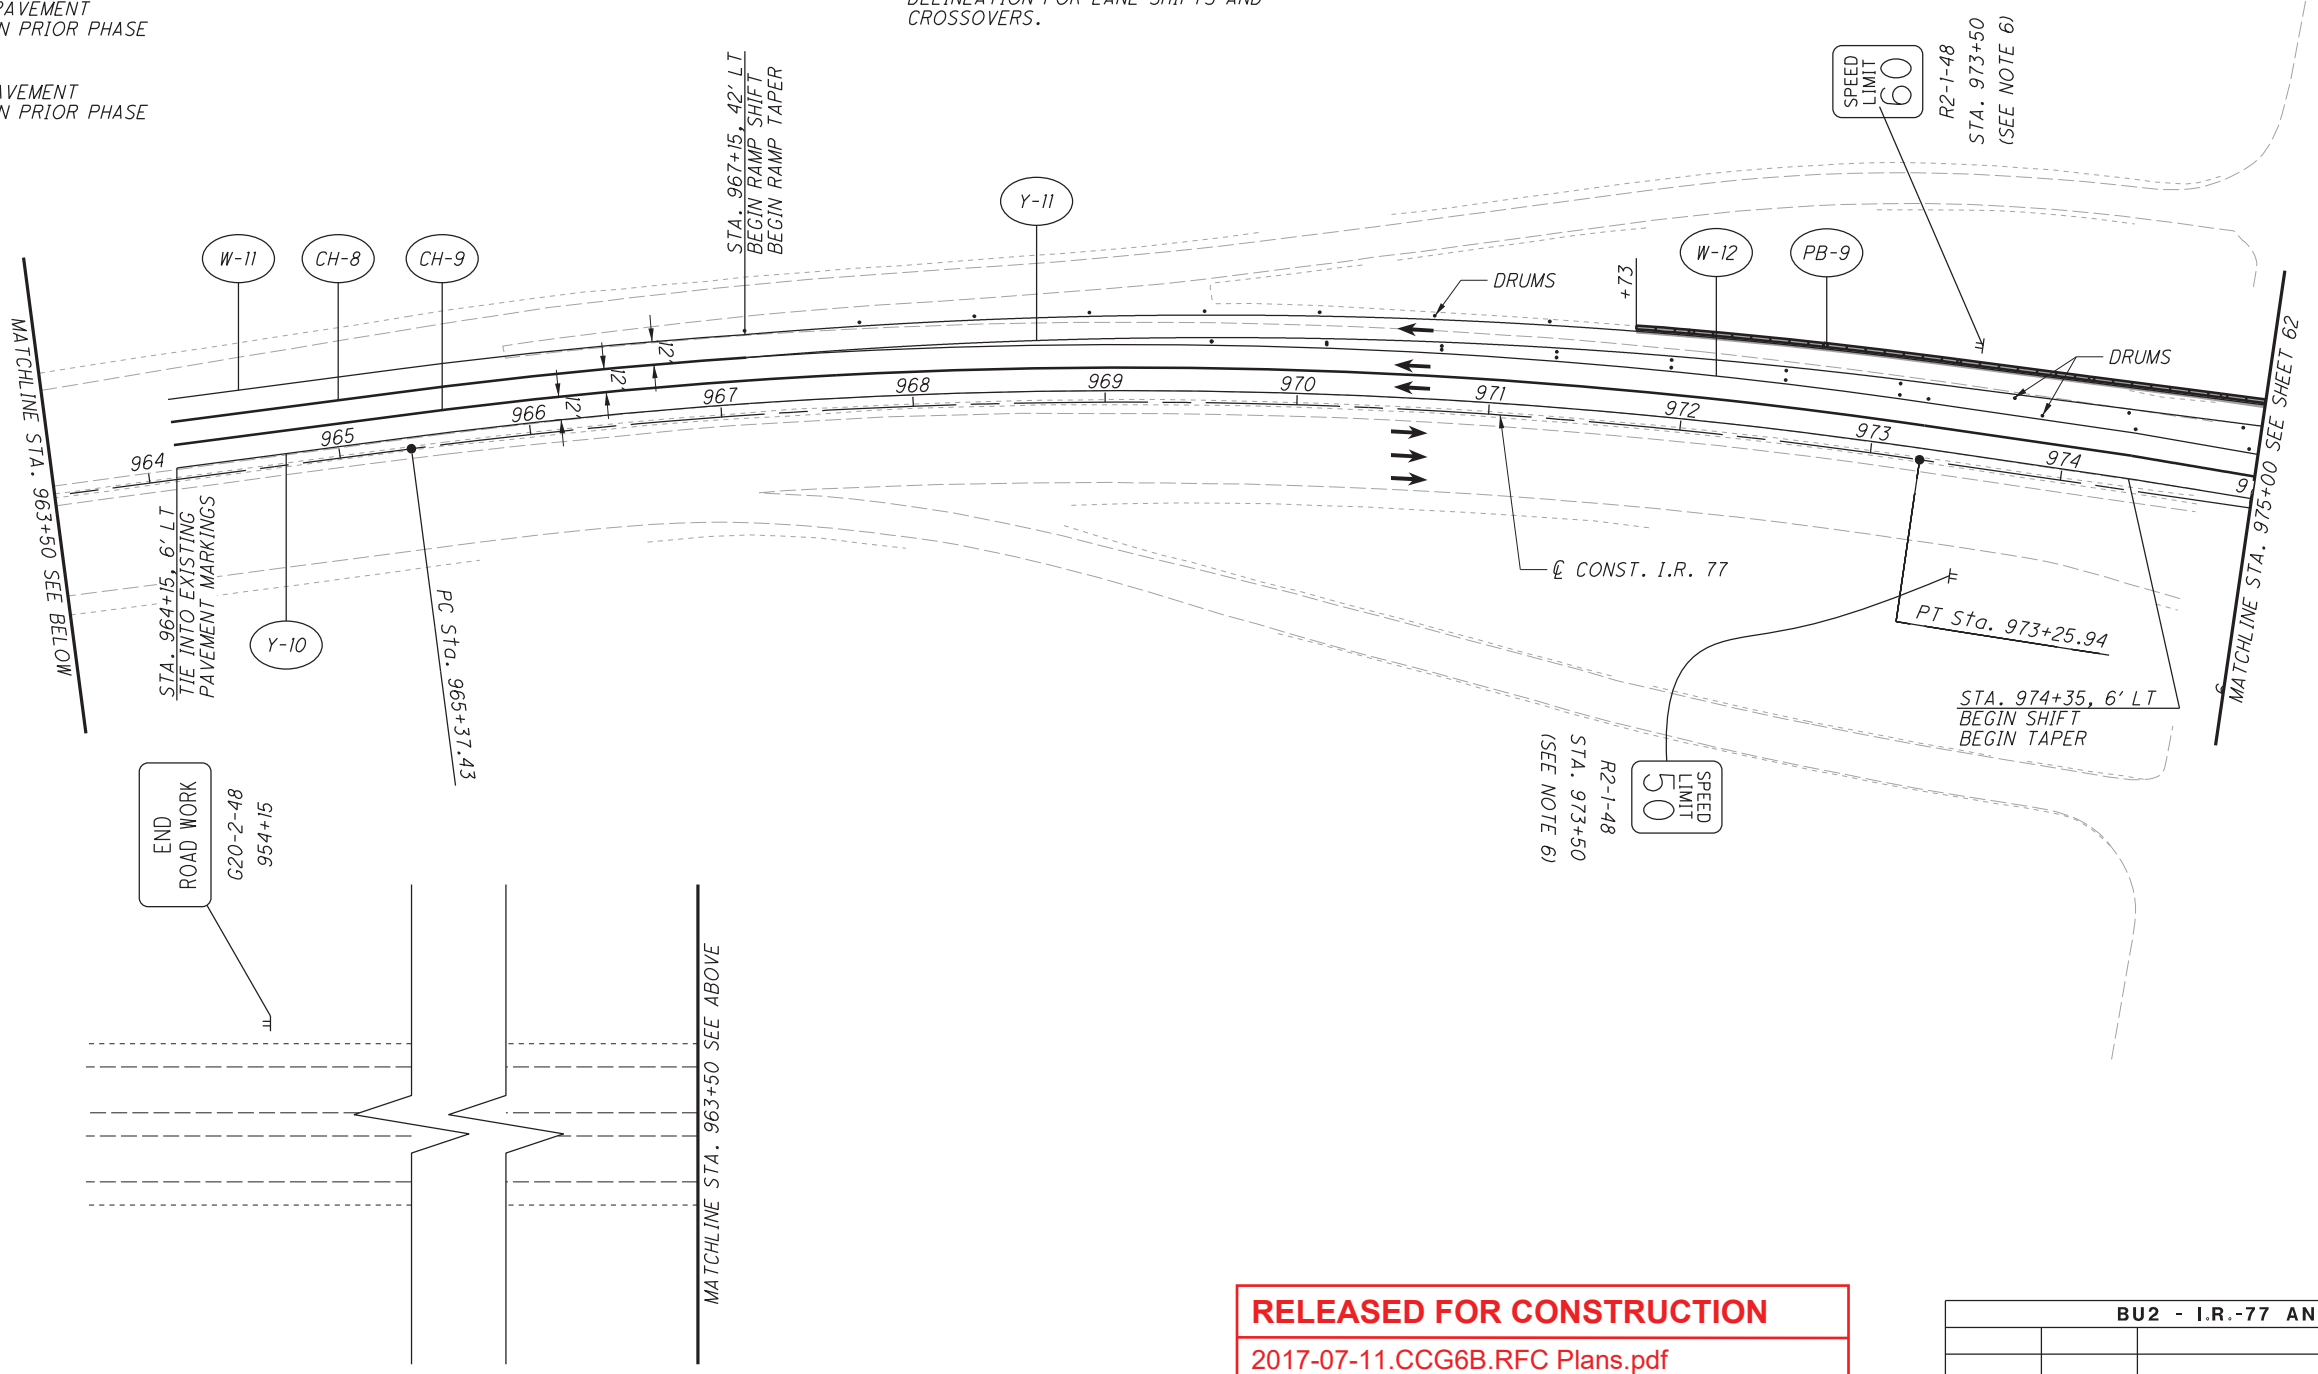 PAVEMENT
N PRIOR PHASE
AVEMENT
N PRIOR PHASE
DELINEATION FOR LANE SHIFTS AND
CROSSOVERS.
STA. 967+15, 42' LT
BEGIN RAMP SHIFT
BEGIN RAMP TAPER
SPEED
LIMIT
60
R2-1-48
STA. 973+50
(SEE NOTE 6)
W-11
CH-8
CH-9
Y-11
W-12
PB-9
+73
DRUMS
DRUMS
12'
12'
12'
964
965
966
967
968
969
970
971
972
973
974
97
MATCHLINE STA. 963+50 SEE BELOW
MATCHLINE STA. 975+00 SEE SHEET 62
STA. 964+15, 6' LT
TIE INTO EXISTING
PAVEMENT MARKINGS
Y-10
PC Sta. 965+37.43
℄ CONST. I.R. 77
PT Sta. 973+25.94
STA. 974+35, 6' LT
BEGIN SHIFT
BEGIN TAPER
SPEED
LIMIT
50
R2-1-48
STA. 973+50
(SEE NOTE 6)
END
ROAD WORK
G20-2-48
954+15
MATCHLINE STA. 963+50 SEE ABOVE
RELEASED FOR CONSTRUCTION
2017-07-11.CCG6B.RFC Plans.pdf
BU2 - I.R.-77 AN